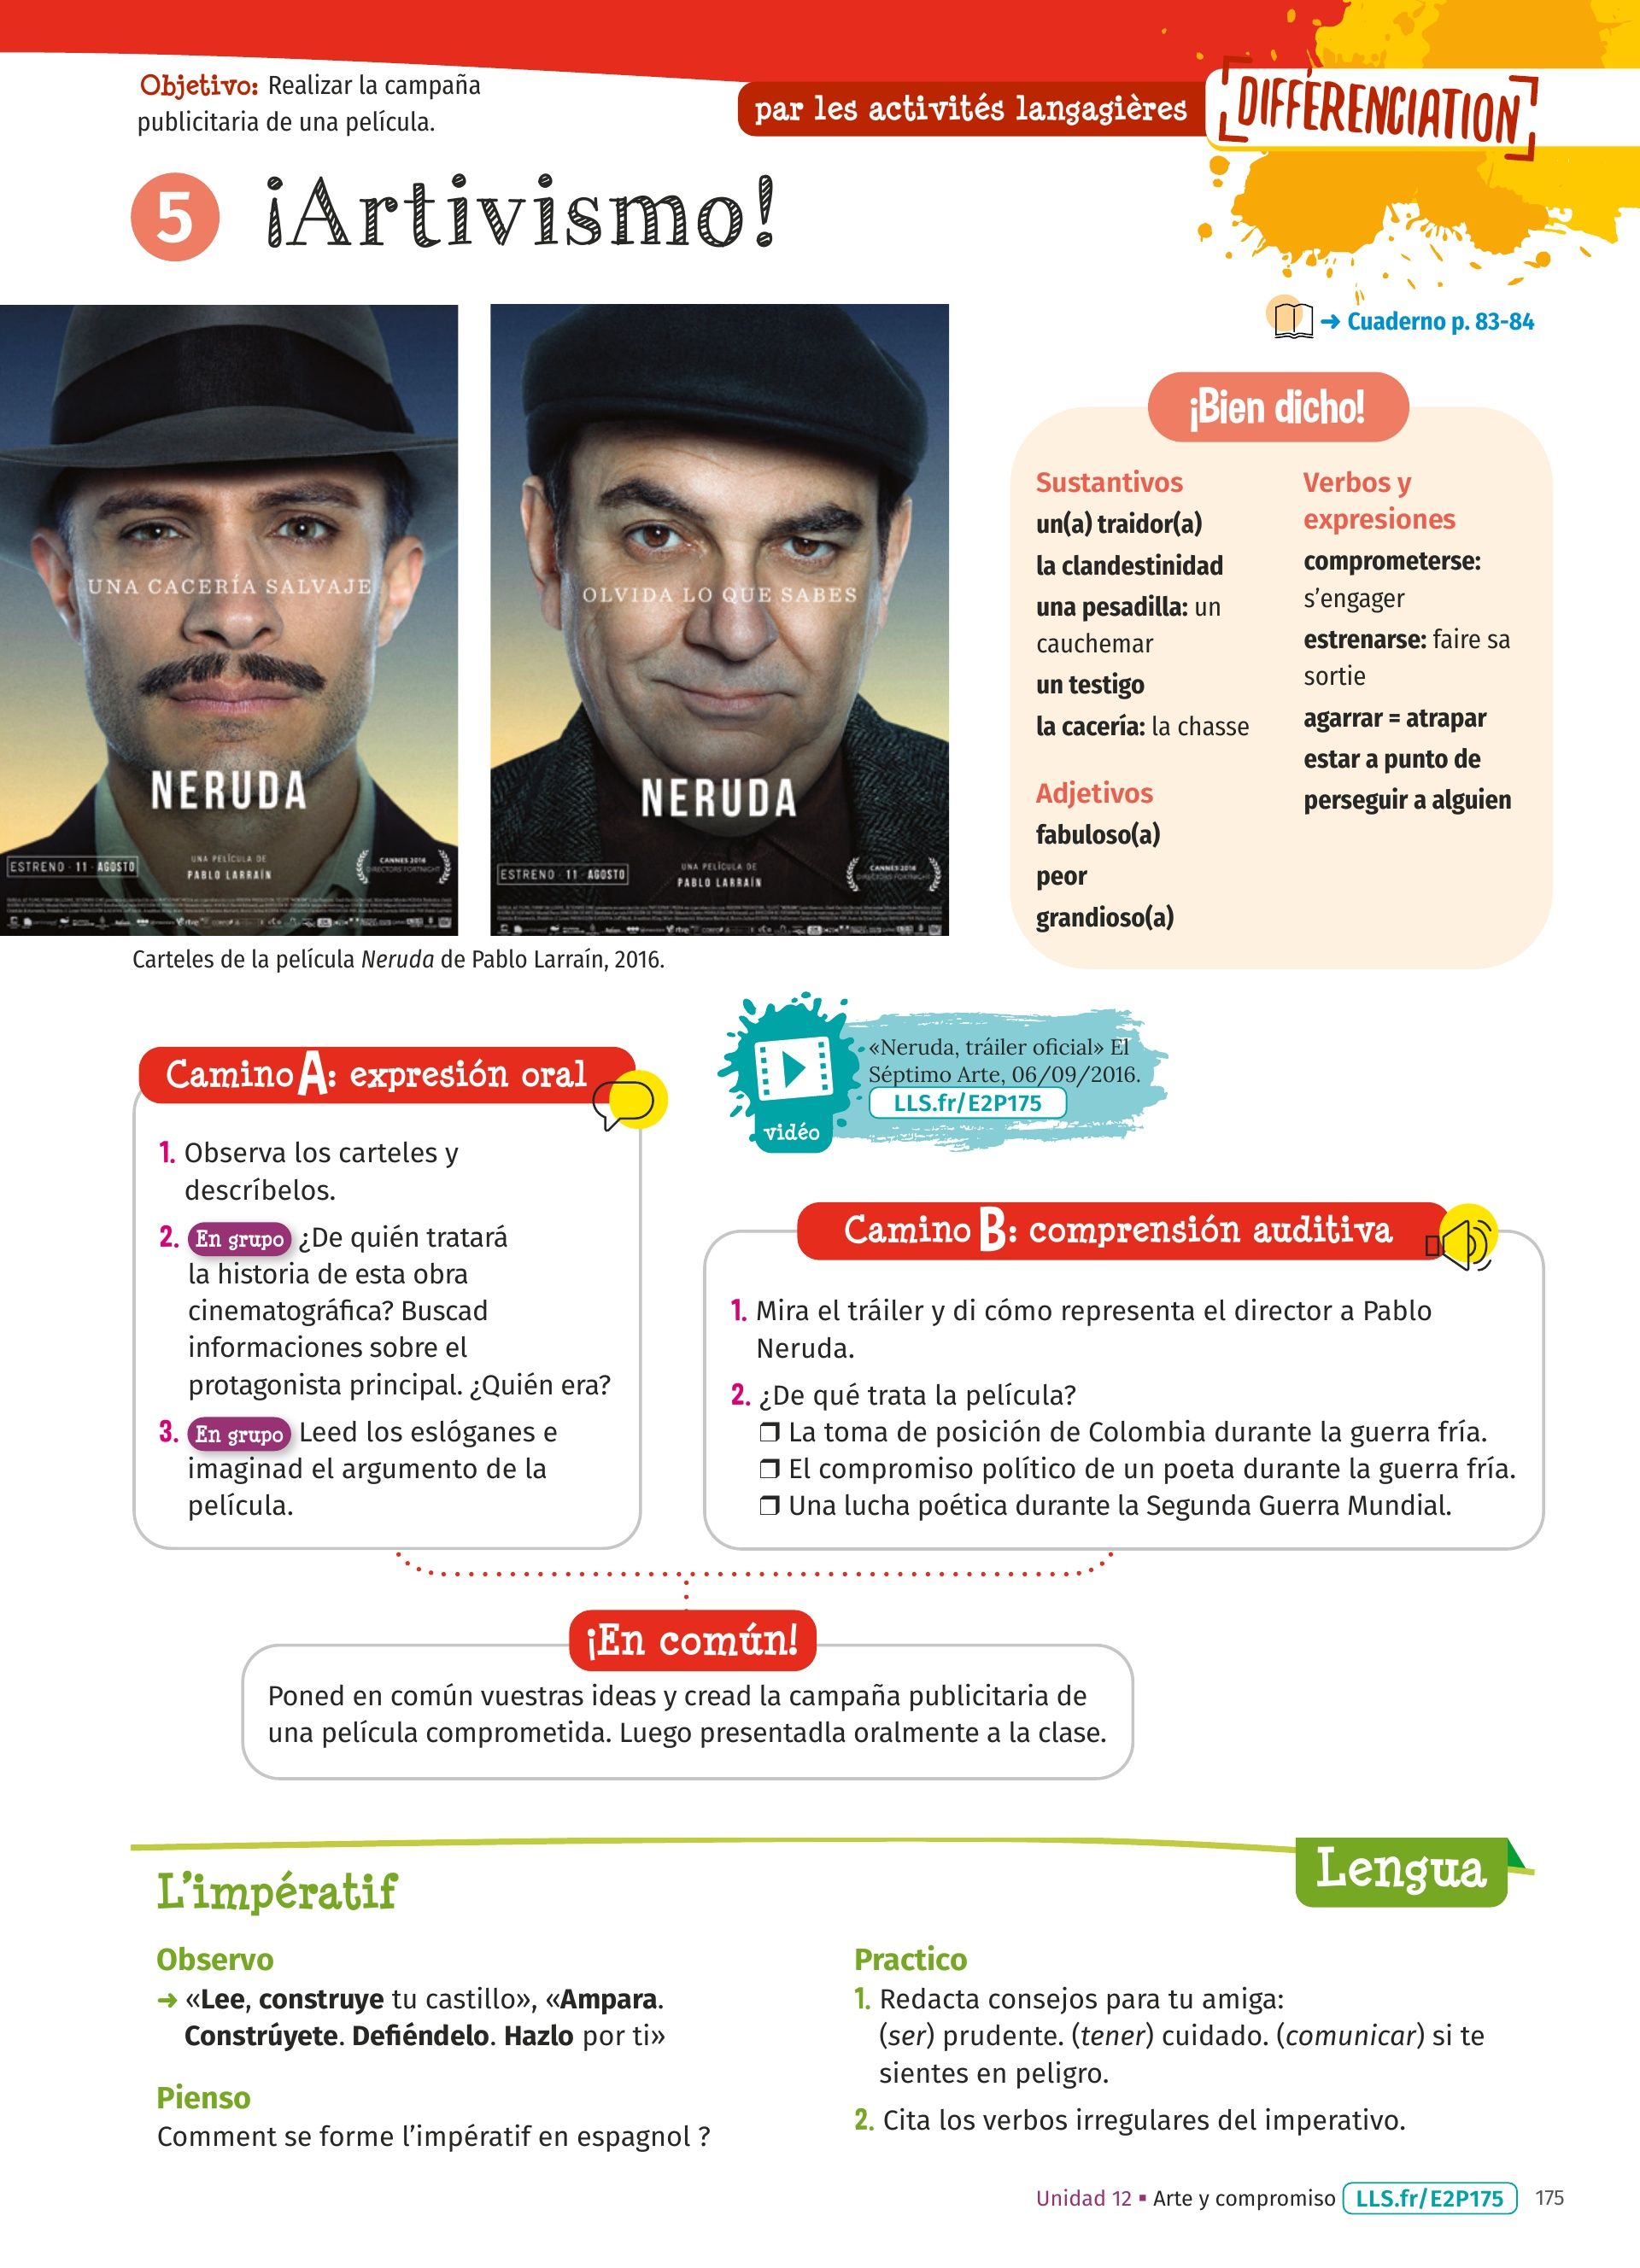 Objetivo: Realizar la campaña
publicitaria de una película.
par les activités langagières
DIFFÉRENCIATION
5 ¡Artivismo!
Cuaderno p. 83-84
UNA CACERÍA SALVAJE
NERUDA
ESTRENO · 11 · AGOSTO
UNA PELÍCULA DE
PABLO LARRAÍN
CANNES 2016
DIRECTORS' FORTNIGHT
OLVIDA LO QUE SABES
NERUDA
ESTRENO · 11 · AGOSTO
UNA PELÍCULA DE
PABLO LARRAÍN
CANNES 2016
DIRECTORS' FORTNIGHT
Carteles de la película Neruda de Pablo Larraín, 2016.
¡Bien dicho!
Sustantivos
un(a) traidor(a)
la clandestinidad
una pesadilla: un
cauchemar
un testigo
la cacería: la chasse
Adjetivos
fabuloso(a)
peor
grandioso(a)
Verbos y
expresiones
comprometerse:
s'engager
estrenarse: faire sa
sortie
agarrar = atrapar
estar a punto de
perseguir a alguien
vidéo
«Neruda, tráiler oficial» El
Séptimo Arte, 06/09/2016.
LLS.fr/E2P175
Camino A: expresión oral
1. Observa los carteles y
descríbelos.
2. En grupo ¿De quién tratará
la historia de esta obra
cinematográfica? Buscad
informaciones sobre el
protagonista principal. ¿Quién era?
3. En grupo Leed los eslóganes e
imaginad el argumento de la
película.
Camino B: comprensión auditiva
1. Mira el tráiler y di cómo representa el director a Pablo
Neruda.
2. ¿De qué trata la película?
❒ La toma de posición de Colombia durante la guerra fría.
❒ El compromiso político de un poeta durante la guerra fría.
❒ Una lucha poética durante la Segunda Guerra Mundial.
¡En común!
Poned en común vuestras ideas y cread la campaña publicitaria de
una película comprometida. Luego presentadla oralmente a la clase.
Lengua
L'impératif
Observo
➜ «Lee, construye tu castillo», «Ampara.
Constrúyete. Defiéndelo. Hazlo por ti»
Pienso
Comment se forme l'impératif en espagnol ?
Practico
1. Redacta consejos para tu amiga:
(ser) prudente. (tener) cuidado. (comunicar) si te
sientes en peligro.
2. Cita los verbos irregulares del imperativo.
Unidad 12 ▪ Arte y compromiso LLS.fr/E2P175 175